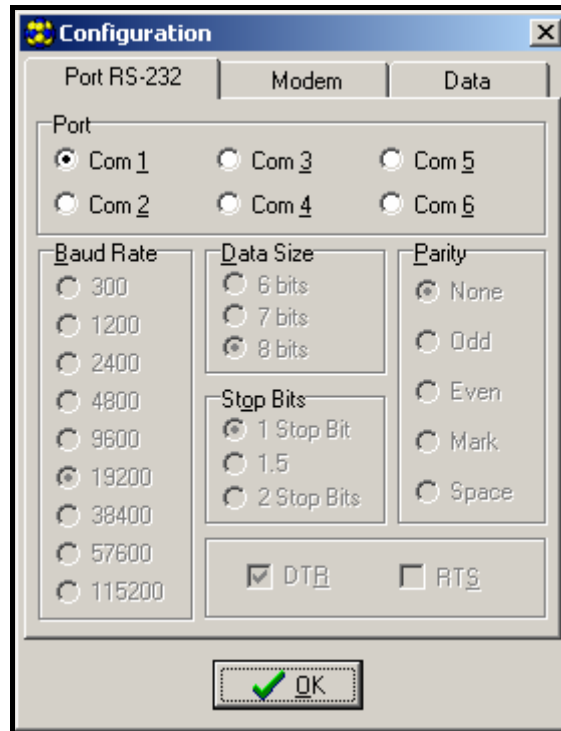 Configuration
Port RS-232
Modem
Data
Port
Com 1
Com 3
Com 5
Com 2
Com 4
Com 6
Baud Rate
300
1200
2400
4800
9600
19200
38400
57600
115200
Data Size
6 bits
7 bits
8 bits
Stop Bits
1 Stop Bit
1.5
2 Stop Bits
Parity
None
Odd
Even
Mark
Space
DTR
RTS
OK